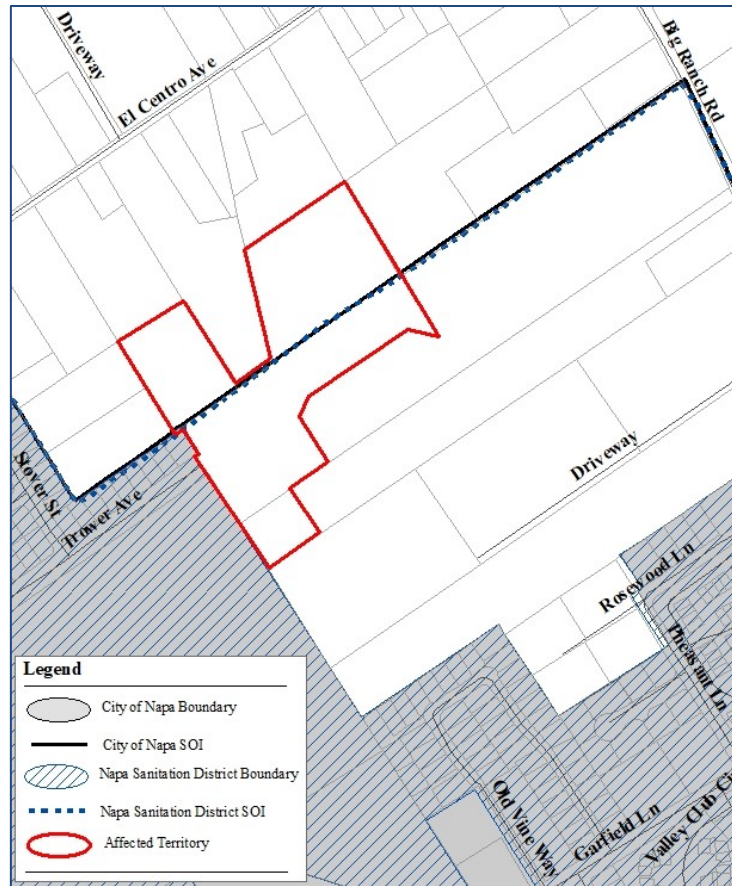 Driveway
El Centro Ave
Big Ranch Rd
Stover St
Trower Ave
Driveway
Rosewood Ln
Pheasant Ln
Old Vine Way
Garfield Ln
Valley Club Ci
Legend
City of Napa Boundary
City of Napa SOI
Napa Sanitation District Boundary
Napa Sanitation District SOI
Affected Territory